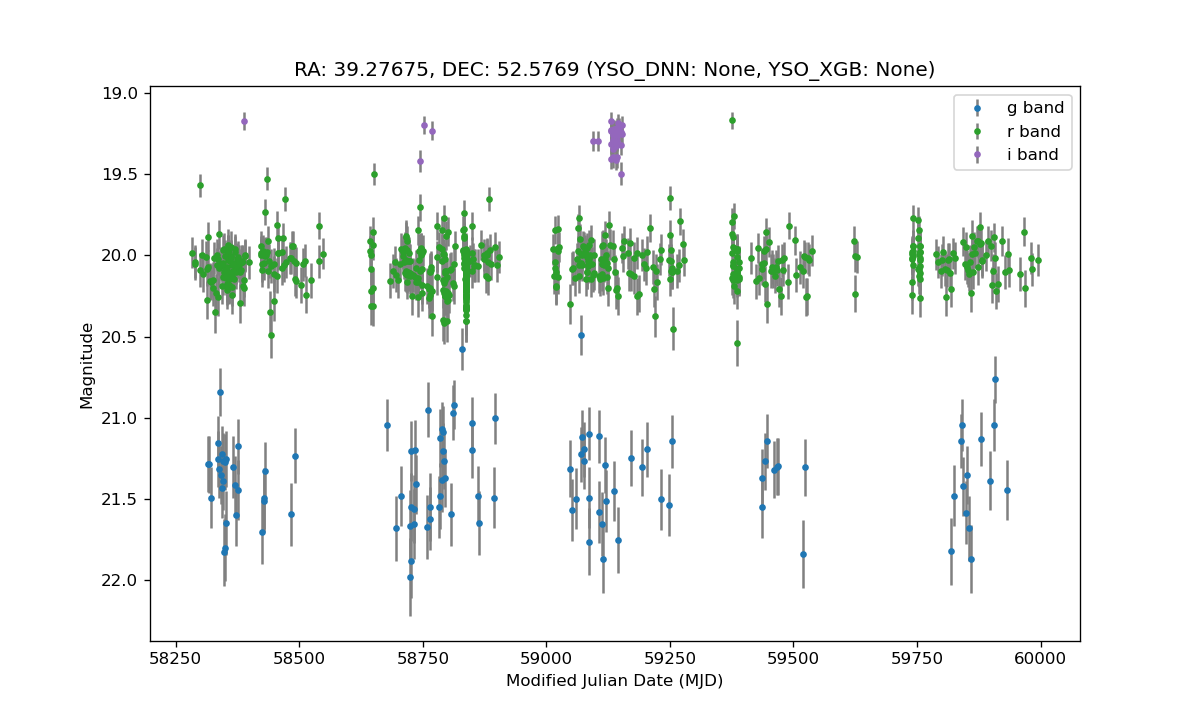 RA: 39.27675, DEC: 52.5769 (YSO_DNN: None, YSO_XGB: None)
g band
r band
i band
19.0
19.5
20.0
20.5
21.0
21.5
22.0
Magnitude
58250 58500 58750 59000 59250 59500 59750 60000
Modified Julian Date (MJD)